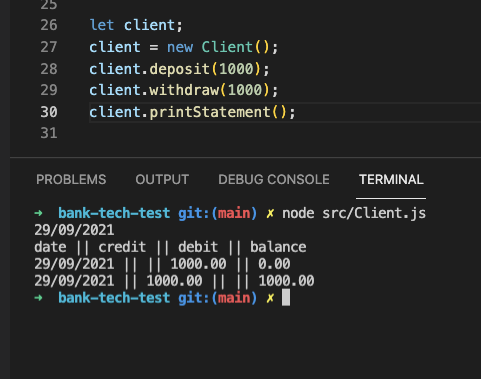 25
26 let client;
27 client = new Client();
28 client.deposit(1000);
29 client.withdraw(1000);
30 client.printStatement();
31
PROBLEMS OUTPUT DEBUG CONSOLE TERMINAL
➜ bank-tech-test git:(main) ✗ node src/Client.js
29/09/2021
date || credit || debit || balance
29/09/2021 || || 1000.00 || 0.00
29/09/2021 || 1000.00 || || 1000.00
➜ bank-tech-test git:(main) ✗